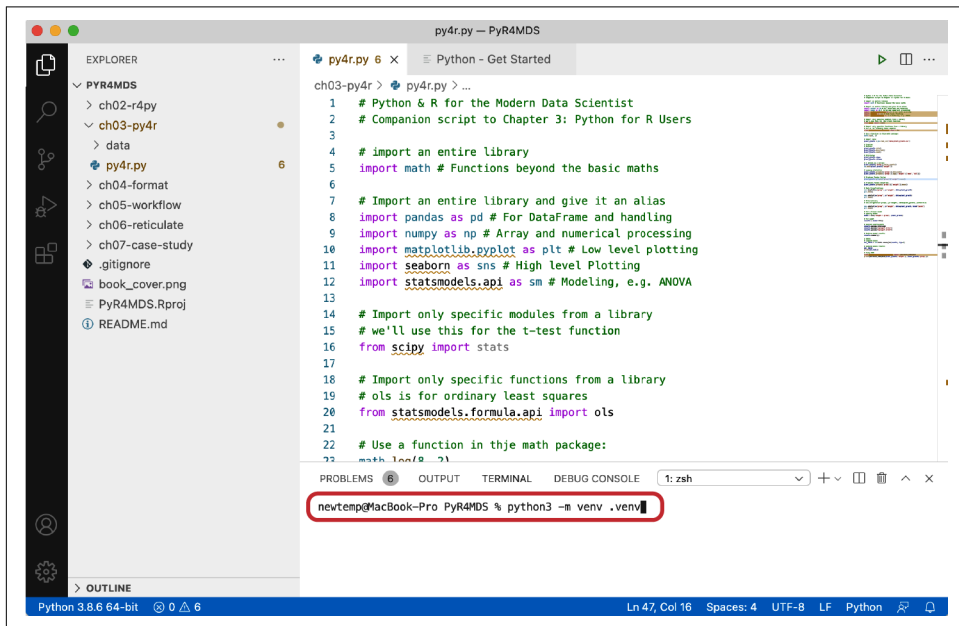 py4r.py — PyR4MDS
EXPLORER
PYR4MDS
ch02-r4py
ch03-py4r
data
py4r.py 6
ch04-format
ch05-workflow
ch06-reticulate
ch07-case-study
.gitignore
book_cover.png
PyR4MDS.Rproj
README.md
OUTLINE
py4r.py 6 × Python - Get Started
ch03-py4r > py4r.py > ...
1 # Python & R for the Modern Data Scientist
2 # Companion script to Chapter 3: Python for R Users
3
4 # import an entire library
5 import math # Functions beyond the basic maths
6
7 # Import an entire library and give it an alias
8 import pandas as pd # For DataFrame and handling
9 import numpy as np # Array and numerical processing
10 import matplotlib.pyplot as plt # Low level plotting
11 import seaborn as sns # High level Plotting
12 import statsmodels.api as sm # Modeling, e.g. ANOVA
13
14 # Import only specific modules from a library
15 # we'll use this for the t-test function
16 from scipy import stats
17
18 # Import only specific functions from a library
19 # ols is for ordinary least squares
20 from statsmodels.formula.api import ols
21
22 # Use a function in thje math package:
23 math.log(8, 2)
PROBLEMS 6 OUTPUT TERMINAL DEBUG CONSOLE 1: zsh
newtemp@MacBook-Pro PyR4MDS % python3 -m venv .venv
Python 3.8.6 64-bit 0 6 Ln 47, Col 16 Spaces: 4 UTF-8 LF Python